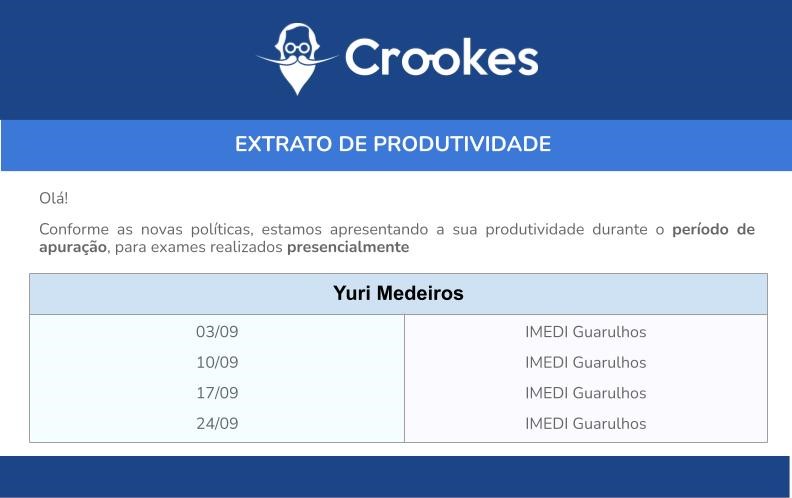 Crookes
EXTRATO DE PRODUTIVIDADE
Olá!
Conforme as novas políticas, estamos apresentando a sua produtividade durante o período de
apuração, para exames realizados presencialmente
Yuri Medeiros
03/09 IMEDI Guarulhos
10/09 IMEDI Guarulhos
17/09 IMEDI Guarulhos
24/09 IMEDI Guarulhos